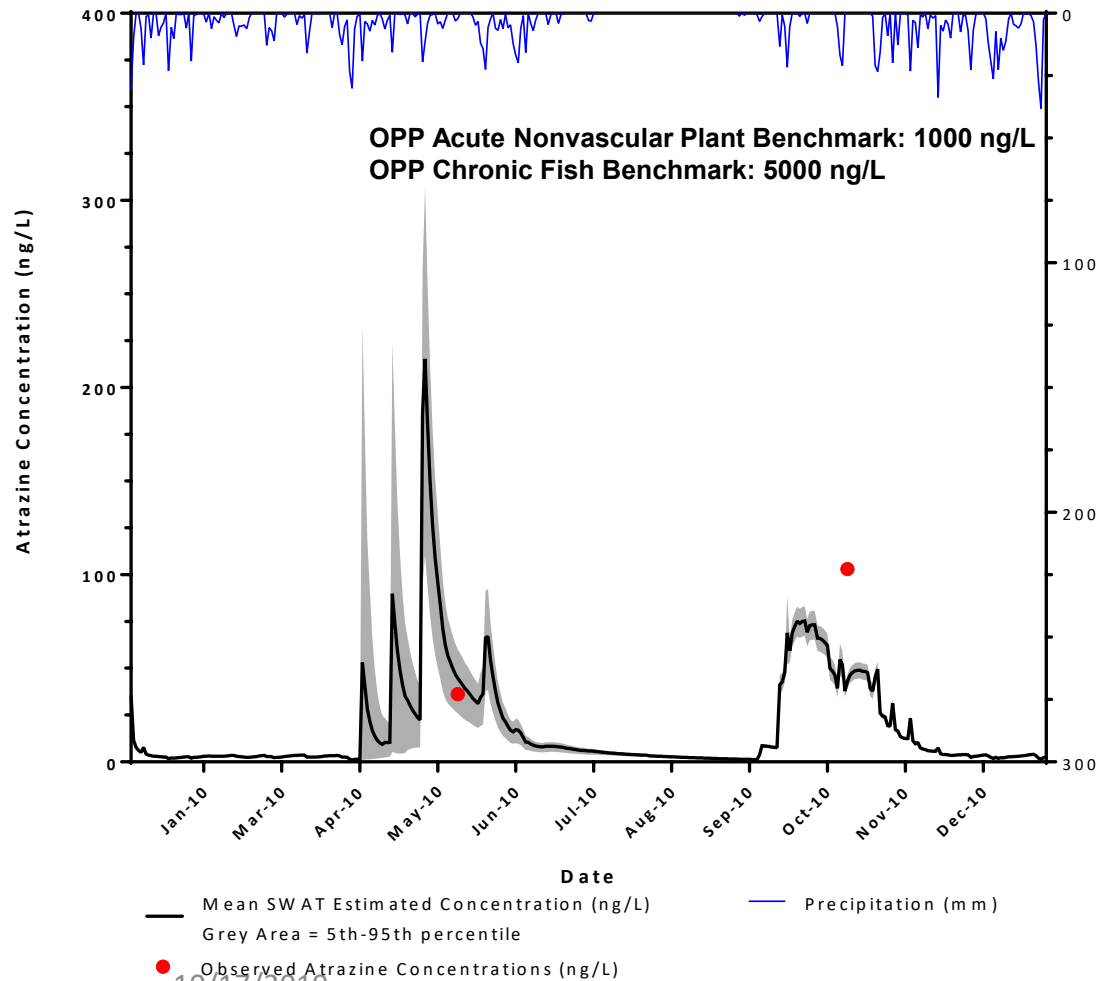 400
0
OPP Acute Nonvascular Plant Benchmark: 1000 ng/L
OPP Chronic Fish Benchmark: 5000 ng/L
300
100
200
200
100
0
300
Atrazine Concentration (ng/L)
Jan-10
Mar-10
Apr-10
May-10
Jun-10
Jul-10
Aug-10
Sep-10
Oct-10
Nov-10
Dec-10
Date
Mean SWAT Estimated Concentration (ng/L)
Precipitation (mm)
Grey Area = 5th-95th percentile
Observed Atrazine Concentrations (ng/L)